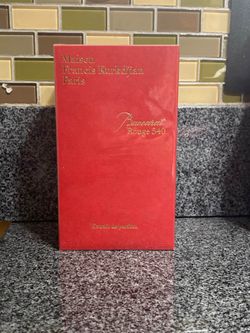 Maison
Francis Kurkdjian
Paris
Baccarat
Rouge 540
Extrait de parfum